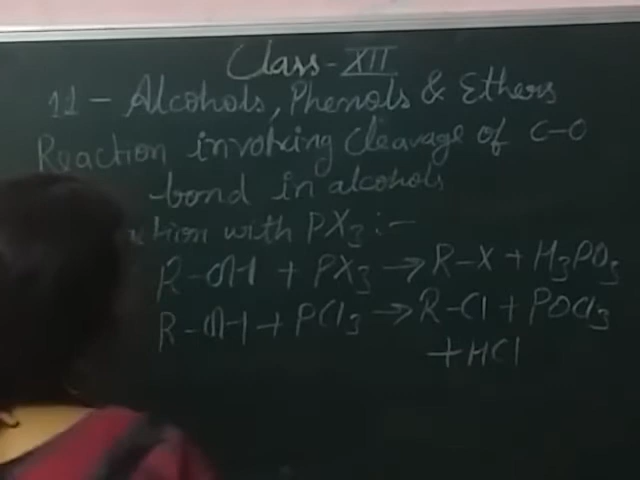 Class-XII
11 - Alcohols, Phenols & Ethers
Reaction involving cleavage of C-O
bond in alcohols
with PX₃ :-
R-OH + PX₃ → R-X + H₃PO₃
R-OH + PCl₃ → R-Cl + POCl₃
+ HCl